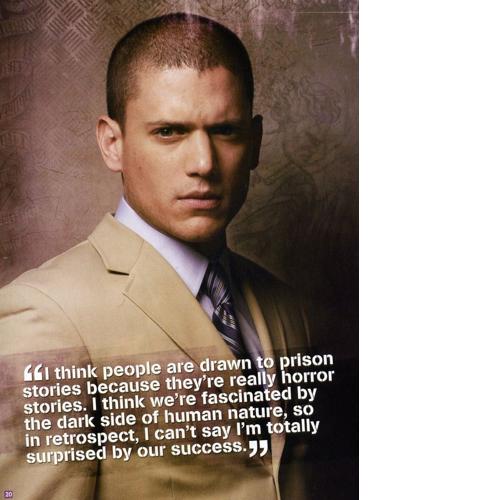 “I think people are drawn to prison
stories because they’re really horror
stories. I think we’re fascinated by
the dark side of human nature, so
in retrospect, I can’t say I’m totally
surprised by our success.”
20